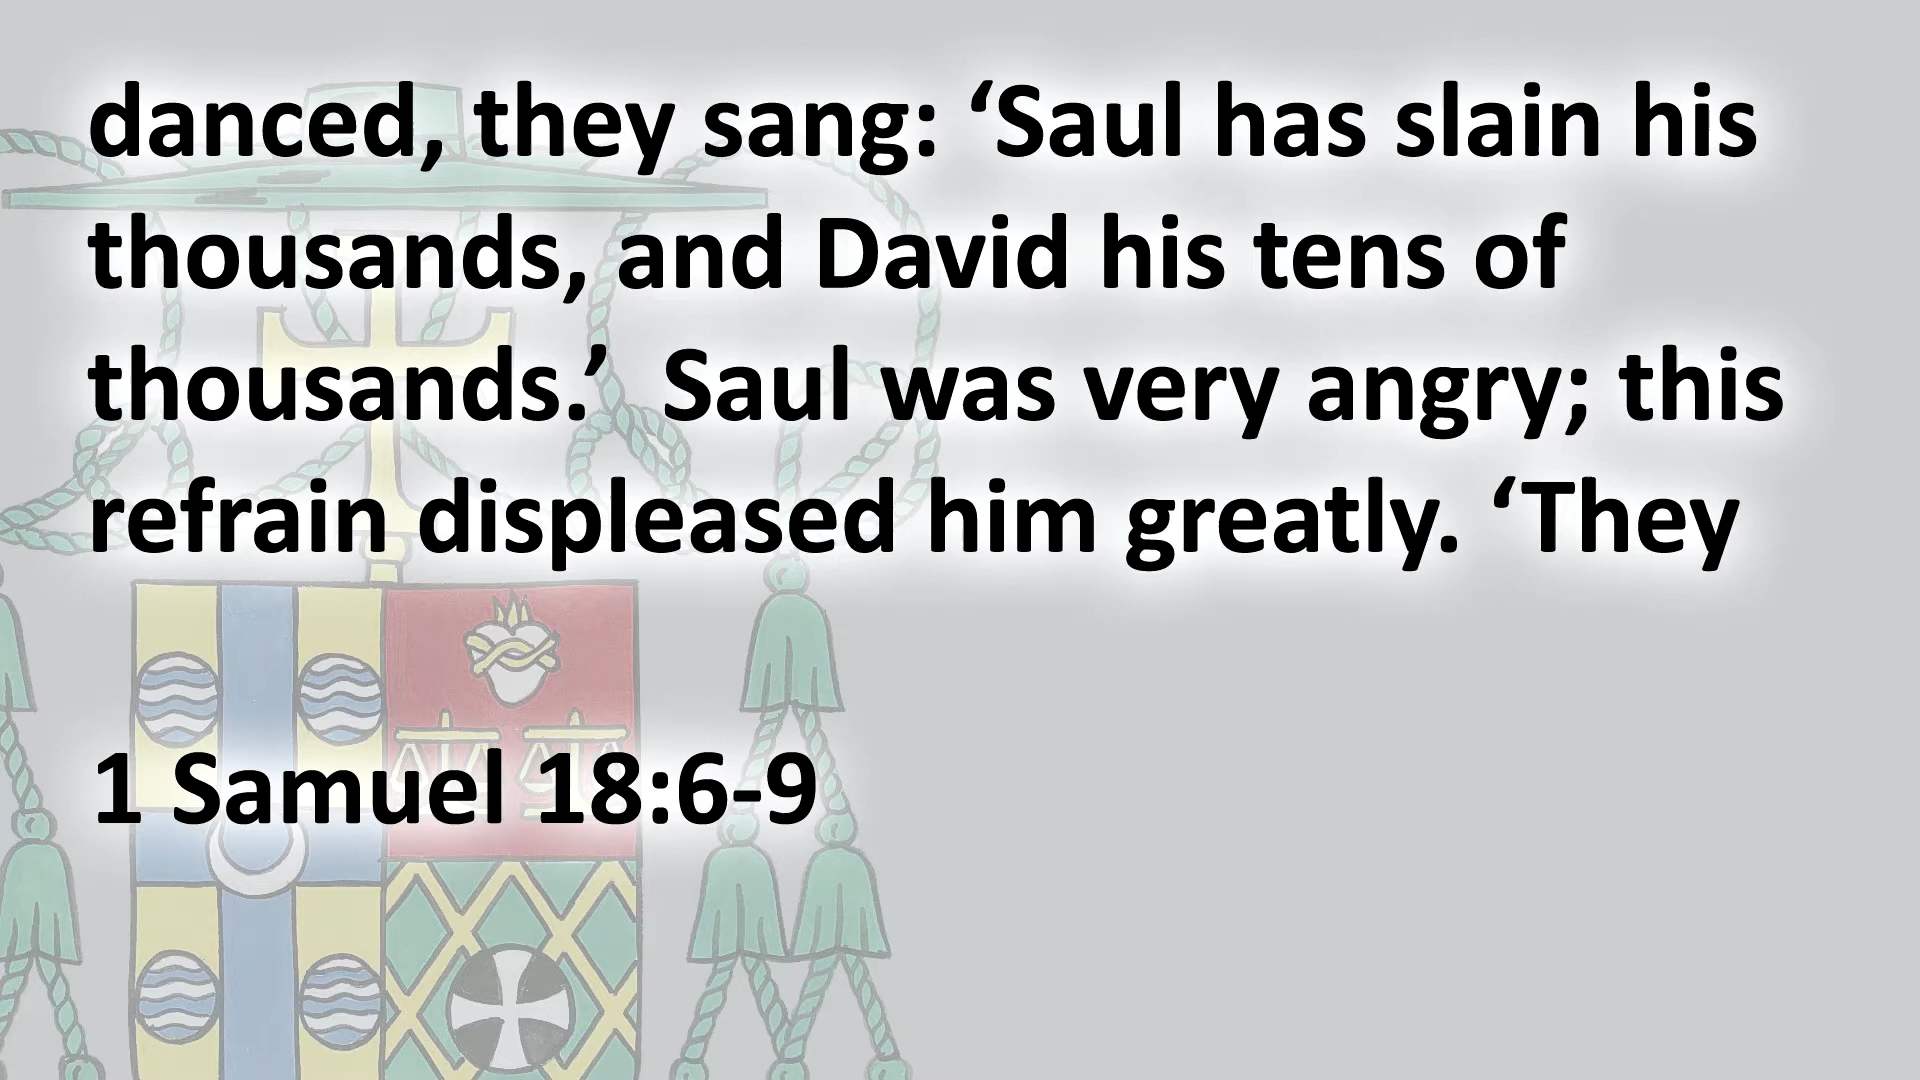 danced, they sang: ‘Saul has slain his
thousands, and David his tens of
thousands.’  Saul was very angry; this
refrain displeased him greatly. ‘They
1 Samuel 18:6-9